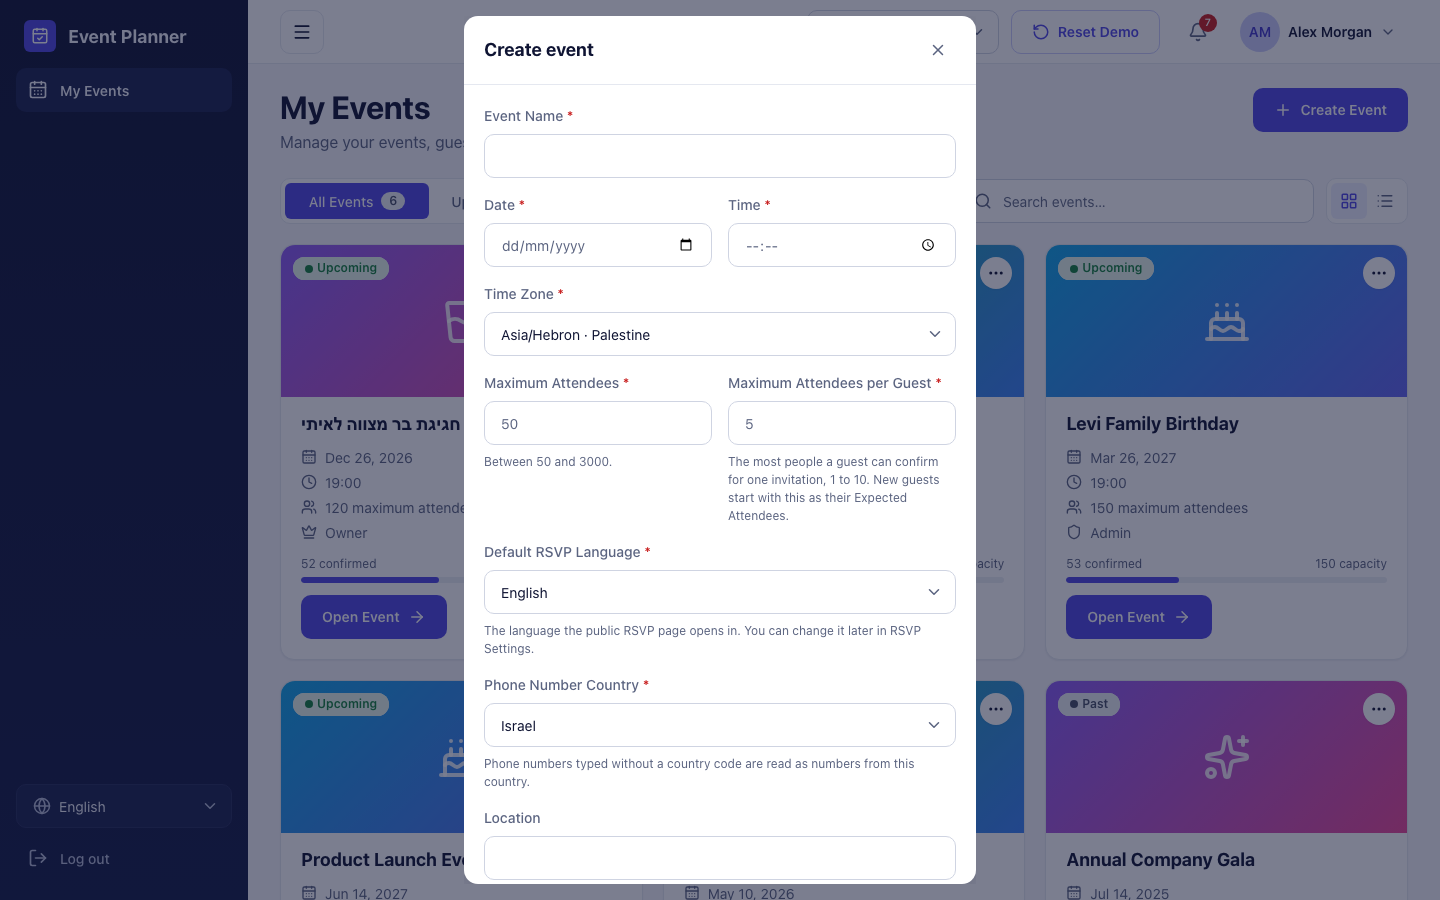 Event Planner
My Events
English
Log out
Reset Demo
7
AM
Alex Morgan
My Events
Manage your events,
Create Event
All Events 6
Search events...
Upcoming
חגיגת בר מצווה לאיתי
Dec 26, 2026
19:00
120 maximum
Owner
52 confirmed
Open Event
Upcoming
Levi Family Birthday
Mar 26, 2027
19:00
150 maximum attendees
Admin
53 confirmed
150 capacity
Open Event
Upcoming
Product Launch
Jun 14, 2027
May 10, 2026
Past
Annual Company Gala
Jul 14, 2025
Create event
Event Name *
Date *
Time *
dd/mm/yyyy
--:--
Time Zone *
Asia/Hebron · Palestine
Maximum Attendees *
Maximum Attendees per Guest *
50
5
Between 50 and 3000.
The most people a guest can confirm
for one invitation, 1 to 10. New guests
start with this as their Expected
Attendees.
Default RSVP Language *
English
The language the public RSVP page opens in. You can change it later in RSVP
Settings.
Phone Number Country *
Israel
Phone numbers typed without a country code are read as numbers from this
country.
Location